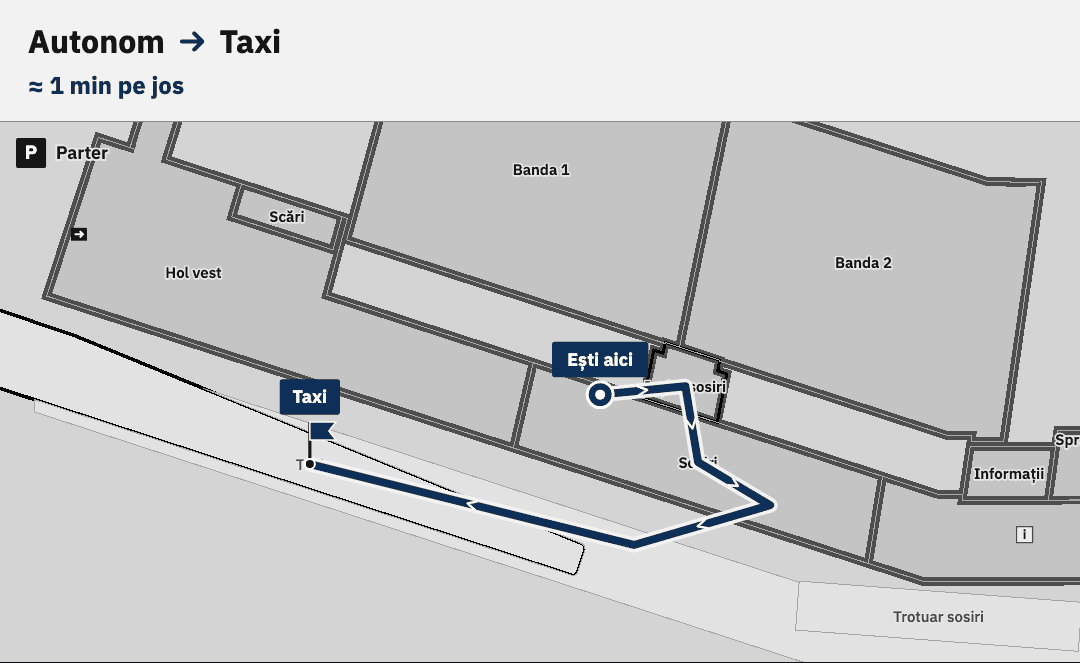 Autonom → Taxi
≈ 1 min pe jos
P Parter
Banda 1
Scări
Banda 2
Hol vest
Ești aici
sosiri
Taxi
Informații
i
Trotuar sosiri